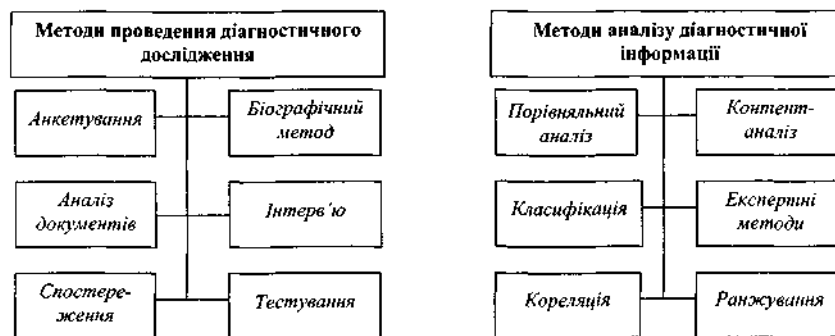 Методи проведення діагностичного
дослідження
Анкетування
Біографічний
метод
Аналіз
документів
Інтерв'ю
Спостере-
ження
Тестування
Методи аналізу діагностичної
інформації
Порівняльний
аналіз
Контент-
аналіз
Класифікація
Експертні
методи
Кореляція
Ранжування